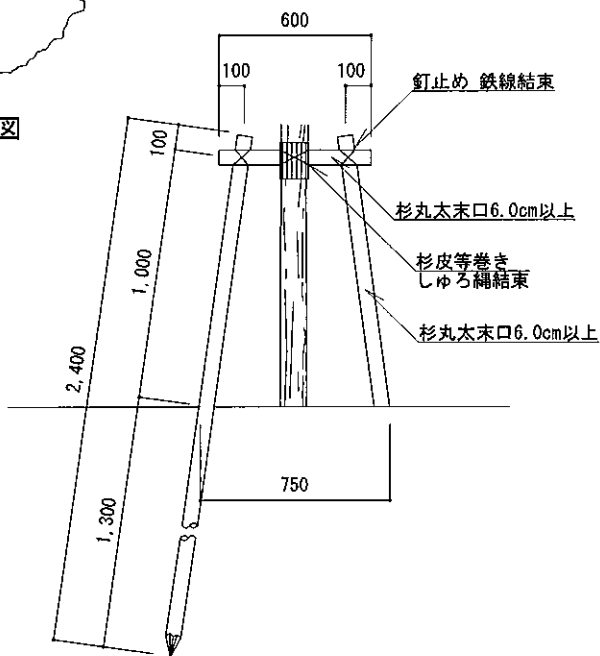 600
100
100
釘止め 鉄線結束
図
100
杉丸太末口6.0cm以上
杉皮等巻き
しゅろ縄結束
1,000
杉丸太末口6.0cm以上
2,400
750
1,300